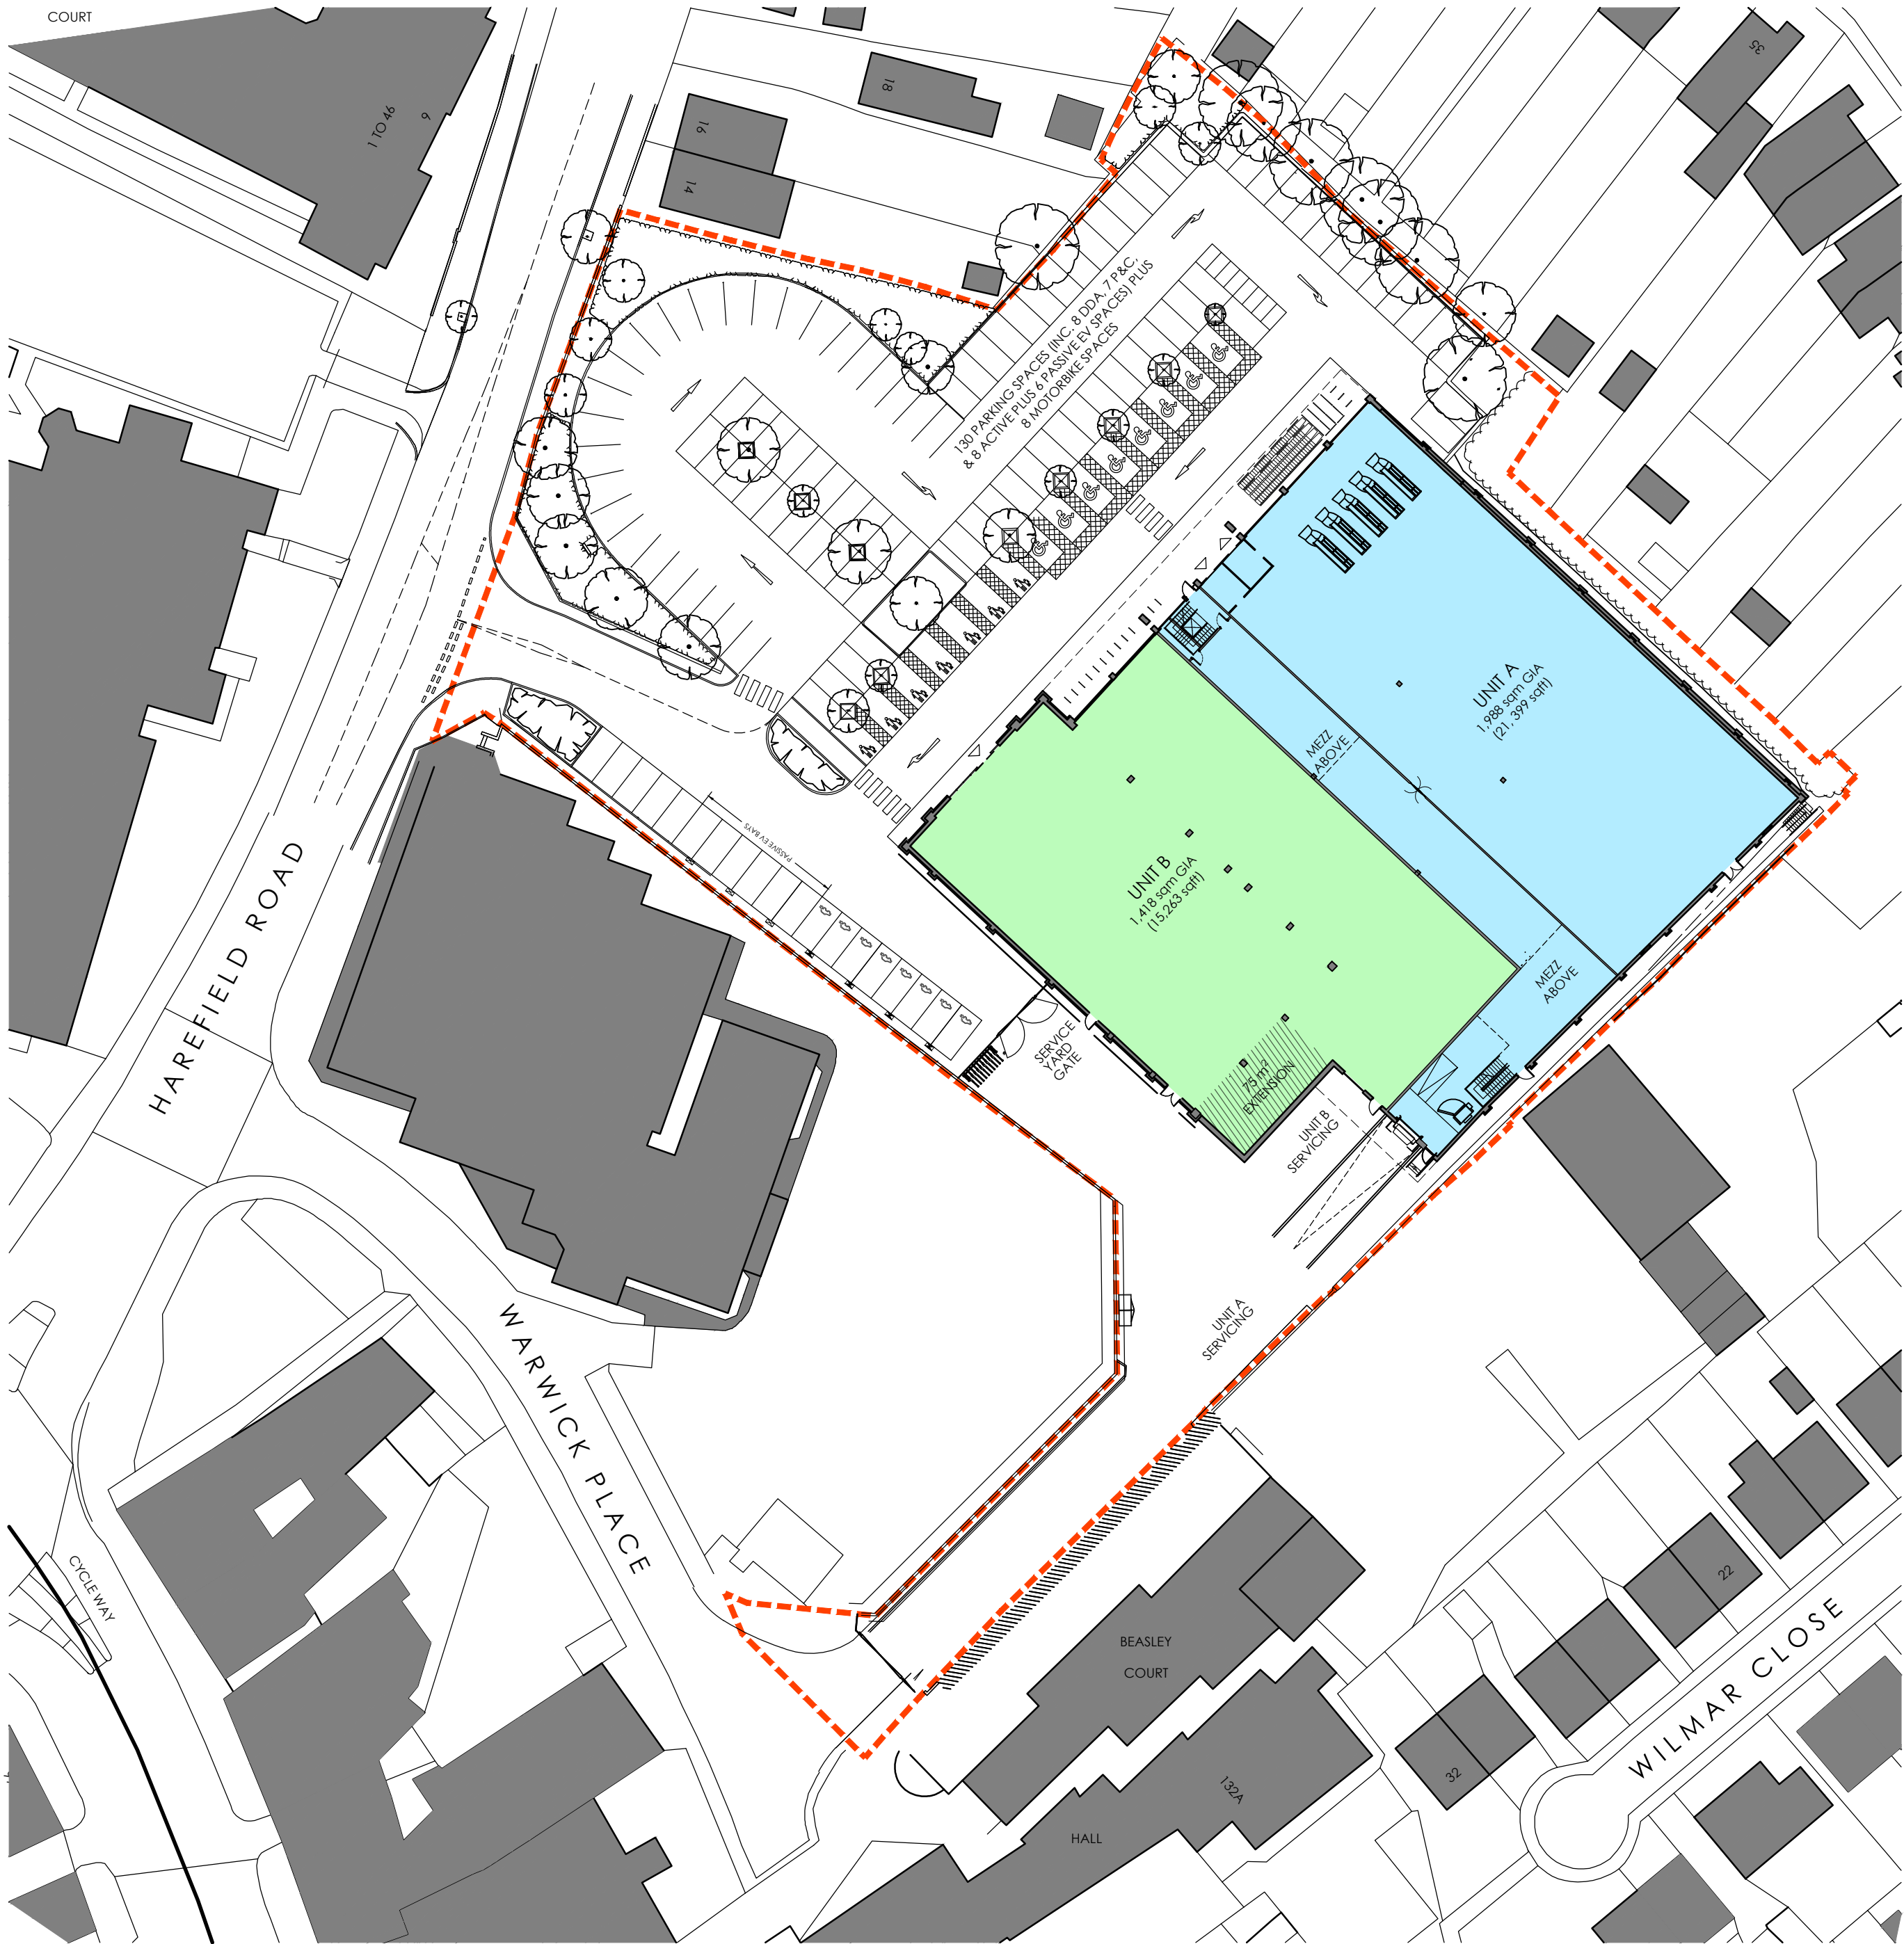 COURT
1 TO 46
9
16
14
18
35
130 PARKING SPACES (INC. 8 DDA, 7 P&C,
& 8 ACTIVE PLUS 6 PASSIVE EV SPACES) PLUS
8 MOTORBIKE SPACES
UNIT A
1,988 sqm GIA
(21, 399 sqft)
MEZZ
ABOVE
UNIT B
1,418 sqm GIA
(15,263 sqft)
PASSIVE EV BAYS
MEZZ
ABOVE
HAREFIELD ROAD
SERVICE
YARD
GATE
75 m²
EXTENSION
UNIT B
SERVICING
UNIT A
SERVICING
WARWICK PLACE
CYCLEWAY
BEASLEY
COURT
22
WILMAR CLOSE
32
132A
HALL